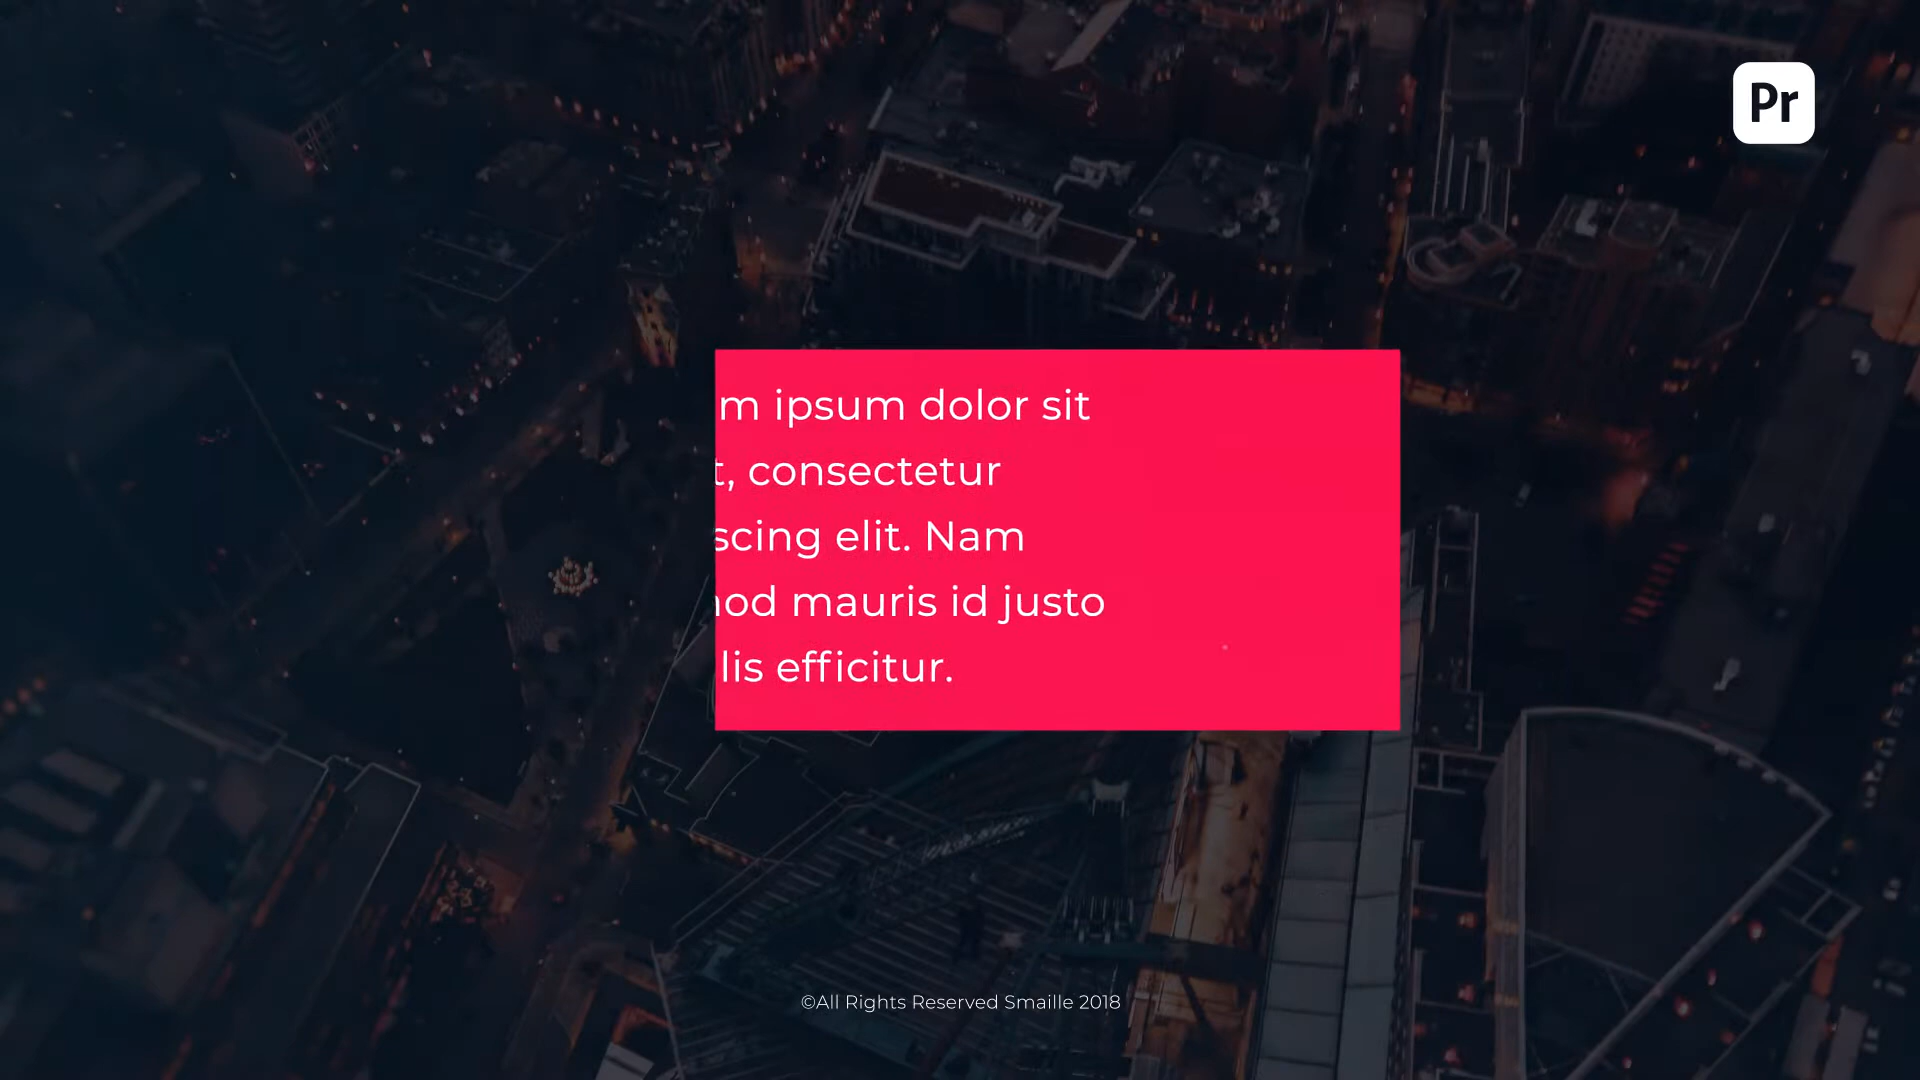 Pr
m ipsum dolor sit
t, consectetur
scing elit. Nam
od mauris id justo
lis efficitur.
©All Rights Reserved Smaille 2018